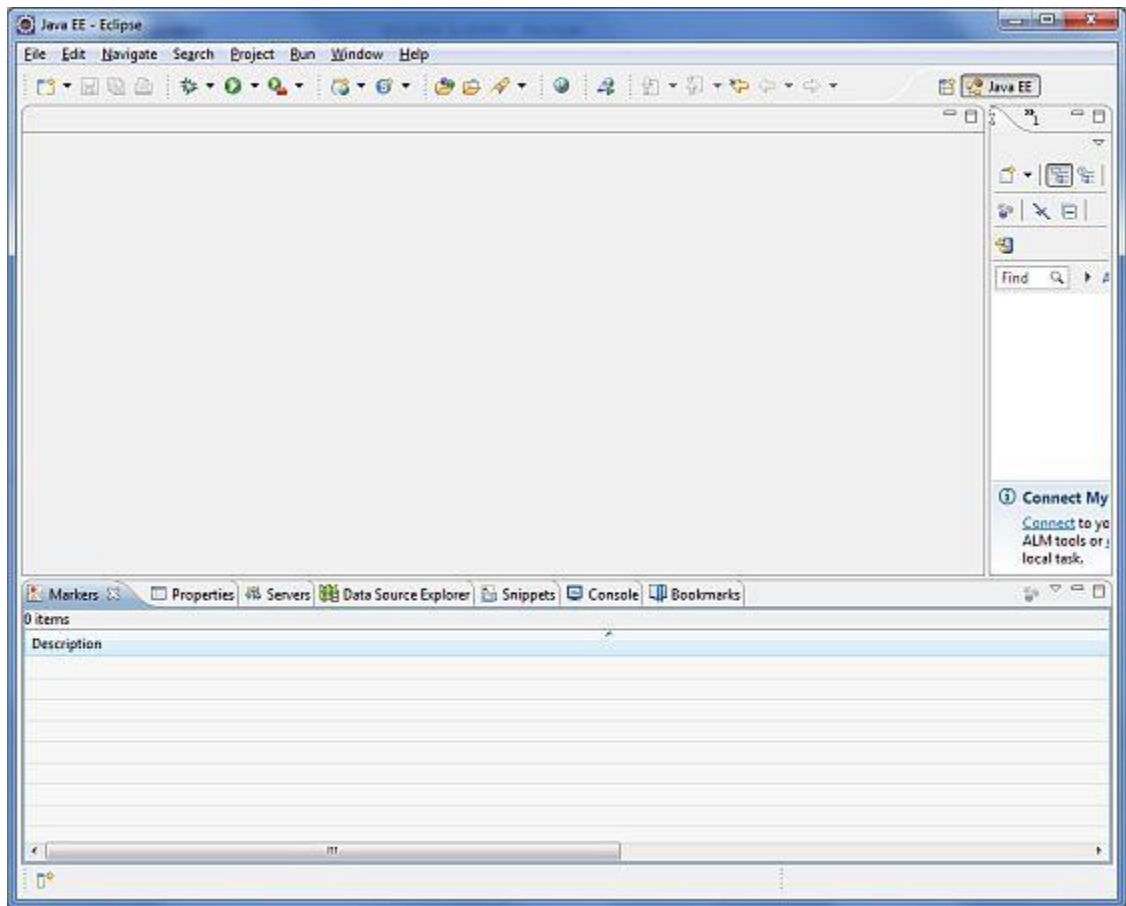 Java EE - Eclipse
File Edit Navigate Search Project Run Window Help
Java EE
»1
Find
Connect My
Connect to yo
ALM tools or
local task.
Markers Properties Servers Data Source Explorer Snippets Console Bookmarks
0 items
Description